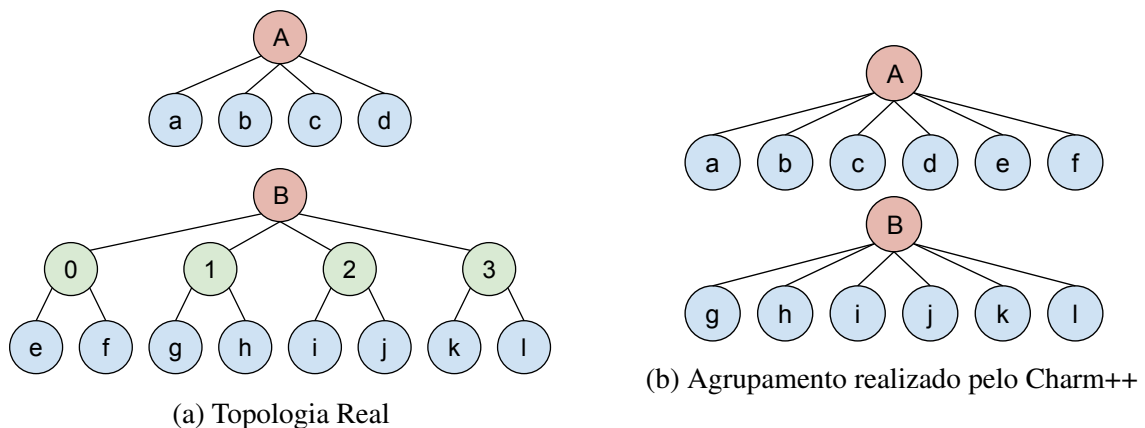 A
a b c d
B
0 1 2 3
e f g h i j k l
(a) Topologia Real
A
a b c d e f
B
g h i j k l
(b) Agrupamento realizado pelo Charm++